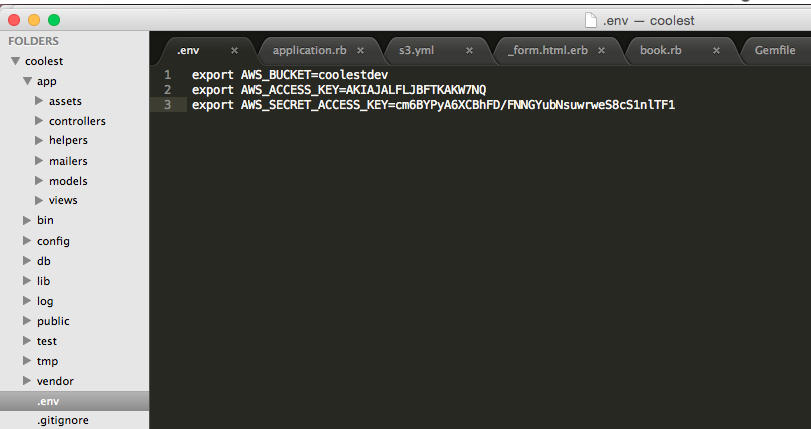 .env — coolest
FOLDERS
coolest
app
assets
controllers
helpers
mailers
models
views
bin
config
db
lib
log
public
test
tmp
vendor
.env
.gitignore
.env × application.rb × s3.yml × _form.html.erb × book.rb × Gemfile
1 export AWS_BUCKET=coolestdev
2 export AWS_ACCESS_KEY=AKIAJALFLJBFTKAKW7NQ
3 export AWS_SECRET_ACCESS_KEY=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